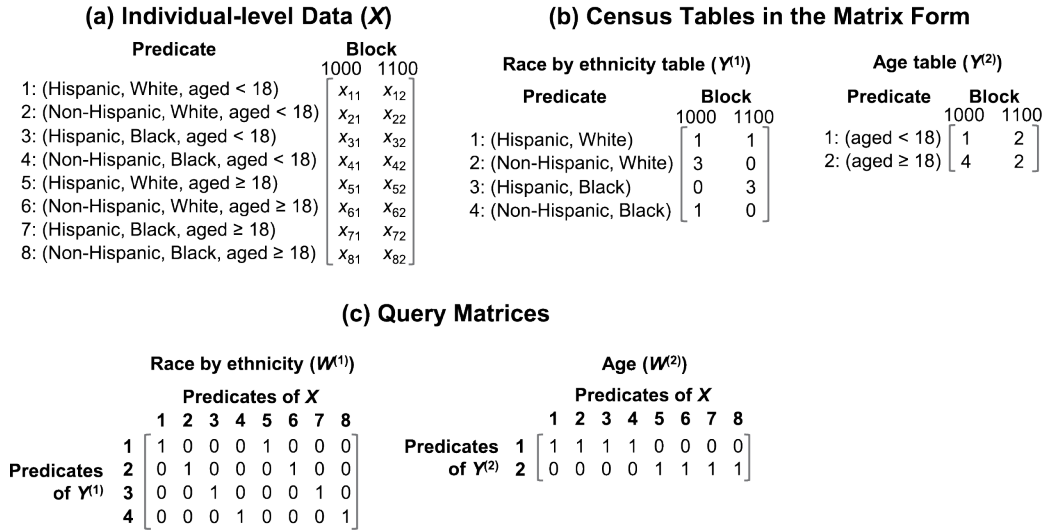 (a) Individual-level Data (X)
Predicate Block
1000 1100
1: (Hispanic, White, aged < 18) x11 x12
2: (Non-Hispanic, White, aged < 18) x21 x22
3: (Hispanic, Black, aged < 18) x31 x32
4: (Non-Hispanic, Black, aged < 18) x41 x42
5: (Hispanic, White, aged ≥ 18) x51 x52
6: (Non-Hispanic, White, aged ≥ 18) x61 x62
7: (Hispanic, Black, aged ≥ 18) x71 x72
8: (Non-Hispanic, Black, aged ≥ 18) x81 x82
(b) Census Tables in the Matrix Form
Race by ethnicity table (Y(1))
Predicate Block
1000 1100
1: (Hispanic, White) 1 1
2: (Non-Hispanic, White) 3 0
3: (Hispanic, Black) 0 3
4: (Non-Hispanic, Black) 1 0
Age table (Y(2))
Predicate Block
1000 1100
1: (aged < 18) 1 2
2: (aged ≥ 18) 4 2
(c) Query Matrices
Race by ethnicity (W(1))
Predicates of X
1 2 3 4 5 6 7 8
1 1 0 0 0 1 0 0 0
Predicates 2 0 1 0 0 0 1 0 0
of Y(1) 3 0 0 1 0 0 0 1 0
4 0 0 0 1 0 0 0 1
Age (W(2))
Predicates of X
1 2 3 4 5 6 7 8
Predicates 1 1 1 1 1 0 0 0 0
of Y(2) 2 0 0 0 0 1 1 1 1